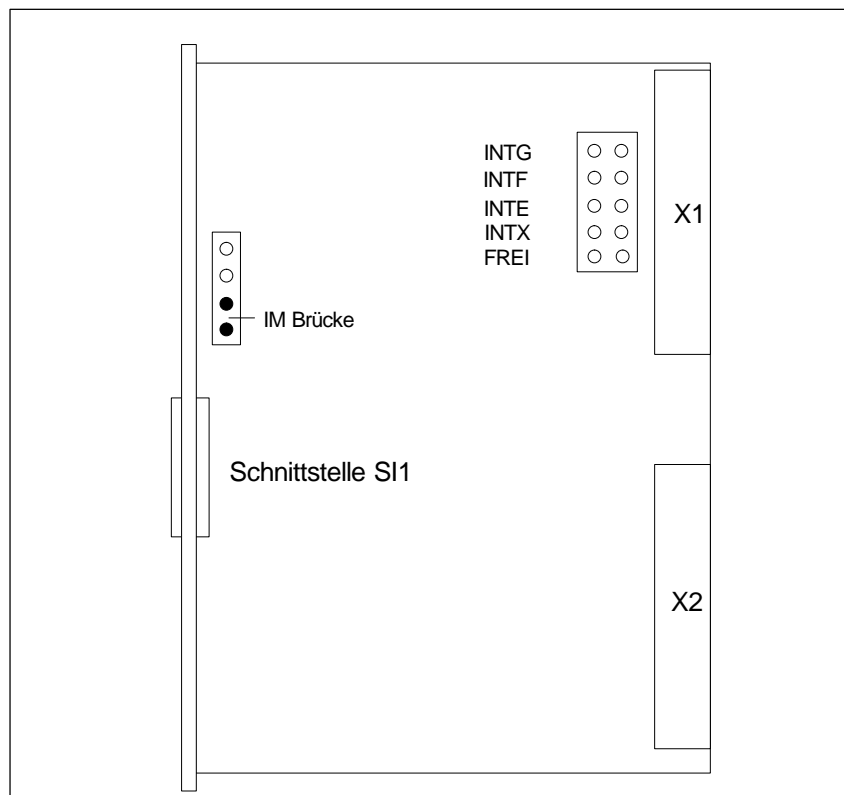 INTG
INTF
INTE
INTX
FREI
X1
IM Brücke
Schnittstelle SI1
X2